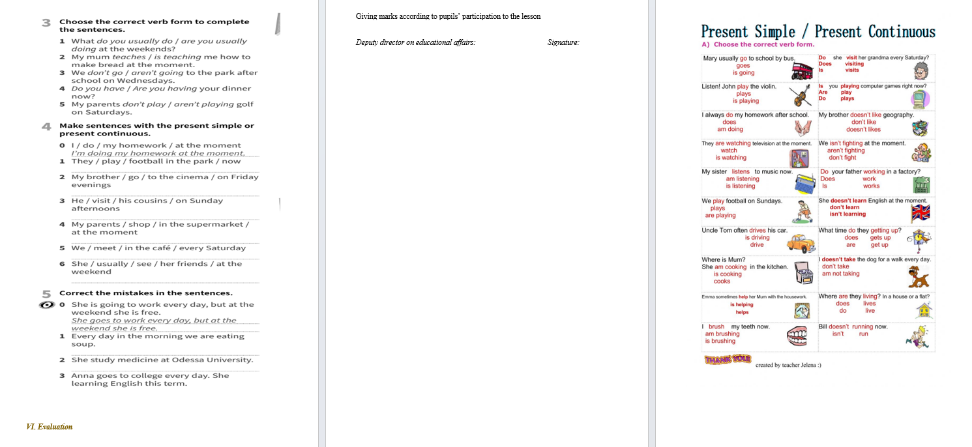 3 Choose the correct verb form to complete
the sentences.
1 What do you usually do / are you usually
doing at the weekends?
2 My mum teaches / is teaching me how to
make bread at the moment.
3 We don't go / aren't going to the park after
school on Wednesdays.
4 Do you have / Are you having your dinner
now?
5 My parents don't play / aren't playing golf
on Saturdays.
4 Make sentences with the present simple or
present continuous.
0 I / do / my homework / at the moment
I'm doing my homework at the moment.
1 They / play / football in the park / now
2 My brother / go / to the cinema / on Friday
evenings
3 He / visit / his cousins / on Sunday
afternoons
4 My parents / shop / in the supermarket /
at the moment
5 We / meet / in the café / every Saturday
6 She / usually / see / her friends / at the
weekend
5 Correct the mistakes in the sentences.
0 She is going to work every day, but at the
weekend she is free.
She goes to work every day, but at the
weekend she is free.
1 Every day in the morning we are eating
soup.
2 She study medicine at Odessa University.
3 Anna goes to college every day. She
learning English this term.
VI. Evaluation
Giving marks according to pupils' participation to the lesson
Deputy director on educational affairs: Signature:
Present Simple / Present Continuous
A) Choose the correct verb form.
Mary usually go to school by bus.
goes
is going
Do she visit her grandma every Saturday?
Does visiting
Is visits
Listen! John play the violin.
plays
is playing
Is you playing computer games right now?
Are play
Do plays
I always do my homework after school.
does
am doing
My brother doesn't like geography.
don't like
doesn't likes
They are watching television at the moment.
watch
is watching
We isn't fighting at the moment.
aren't fighting
don't fight
My sister listens to music now.
am listening
is listening
Do your father working in a factory?
Does work
Is works
We play football on Sundays.
plays
are playing
She doesn't learn English at the moment.
don't learn
isn't learning
Uncle Tom often drives his car.
is driving
drive
What time do they getting up?
does gets up
are get up
Where is Mum?
She am cooking in the kitchen.
is cooking
cooks
I doesn't take the dog for a walk every day.
don't take
am not taking
Emma sometimes help her Mum with the housework.
is helping
helps
Where are they living? In a house or a flat?
does lives
do live
I brush my teeth now.
am brushing
is brushing
Bill doesn't running now.
isn't run
THANK YOU!
created by teacher Jelena :)